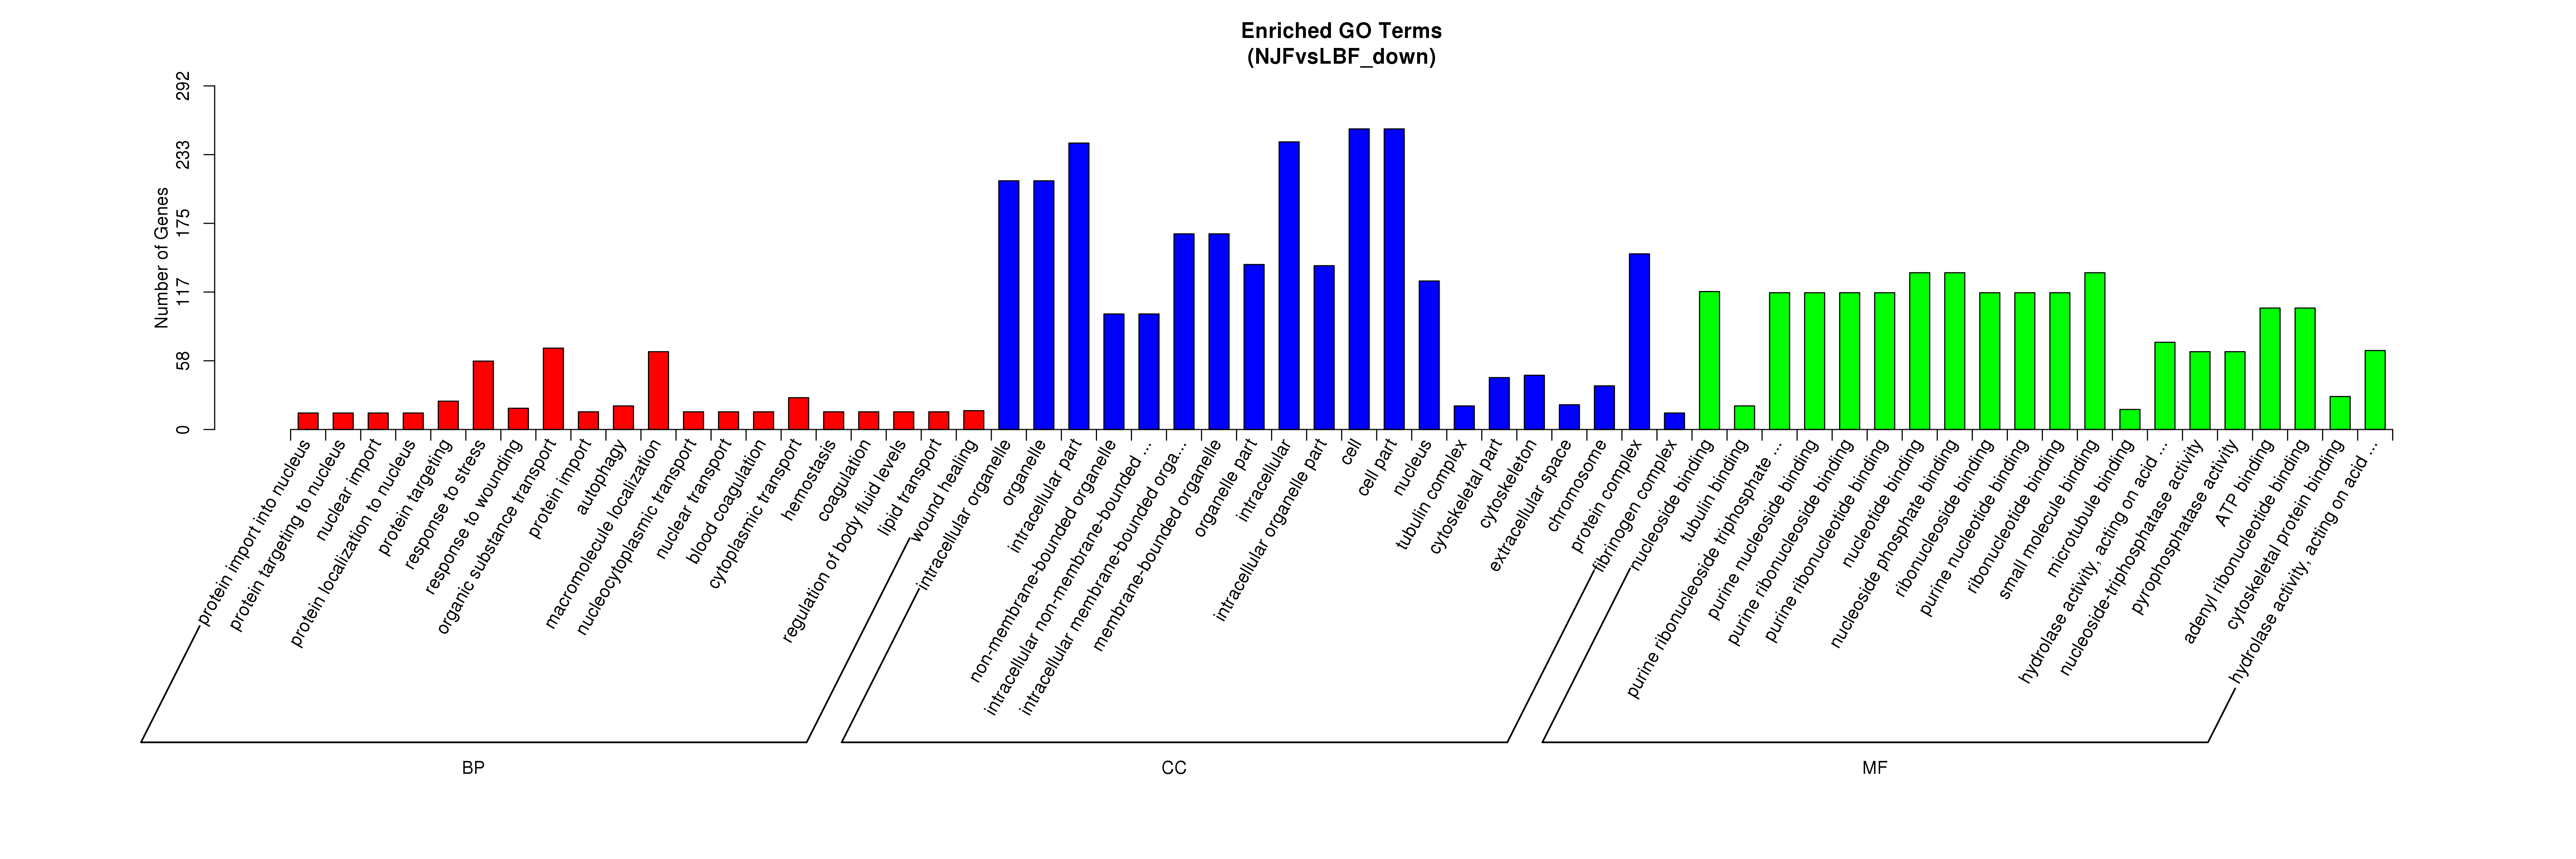 Enriched GO Terms
(NJFvsLBF_down)
Number of Genes
292
233
175
117
58
0
protein import into nucleus
protein targeting to nucleus
nuclear import
protein localization to nucleus
protein targeting
response to stress
response to wounding
organic substance transport
protein import
autophagy
macromolecule localization
nucleocytoplasmic transport
nuclear transport
blood coagulation
cytoplasmic transport
hemostasis
coagulation
regulation of body fluid levels
lipid transport
wound healing
intracellular organelle
organelle
intracellular part
non-membrane-bounded organelle
intracellular non-membrane-bounded ...
intracellular membrane-bounded orga...
membrane-bounded organelle
organelle part
intracellular
intracellular organelle part
cell
cell part
nucleus
tubulin complex
cytoskeletal part
cytoskeleton
extracellular space
chromosome
protein complex
fibrinogen complex
nucleoside binding
tubulin binding
purine ribonucleoside triphosphate ...
purine nucleoside binding
purine ribonucleoside binding
purine ribonucleotide binding
nucleotide binding
nucleoside phosphate binding
ribonucleoside binding
purine nucleotide binding
ribonucleotide binding
small molecule binding
microtubule binding
hydrolase activity, acting on acid ...
nucleoside-triphosphatase activity
pyrophosphatase activity
ATP binding
adenyl ribonucleotide binding
cytoskeletal protein binding
hydrolase activity, acting on acid ...
BP
CC
MF